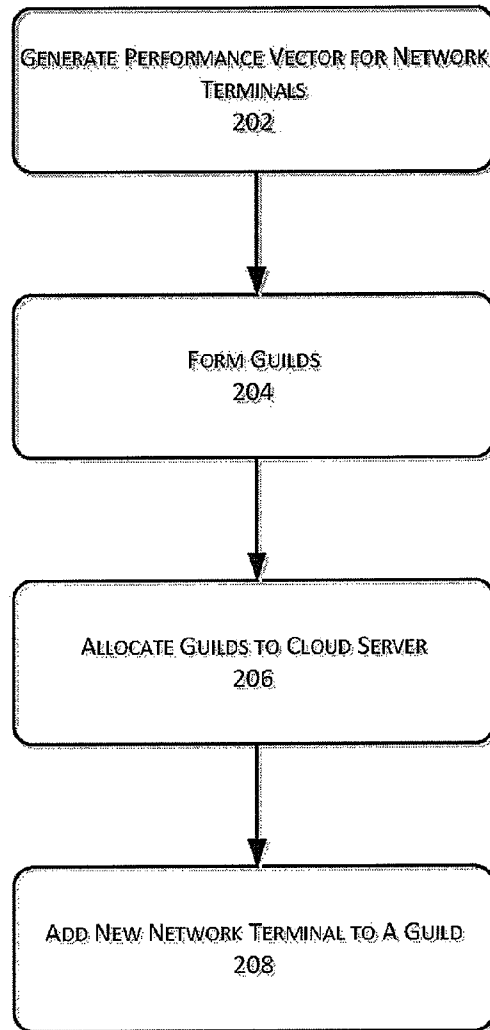 GENERATE PERFORMANCE VECTOR FOR NETWORK
TERMINALS
202
FORM GUILDS
204
ALLOCATE GUILDS TO CLOUD SERVER
206
ADD NEW NETWORK TERMINAL TO A GUILD
208